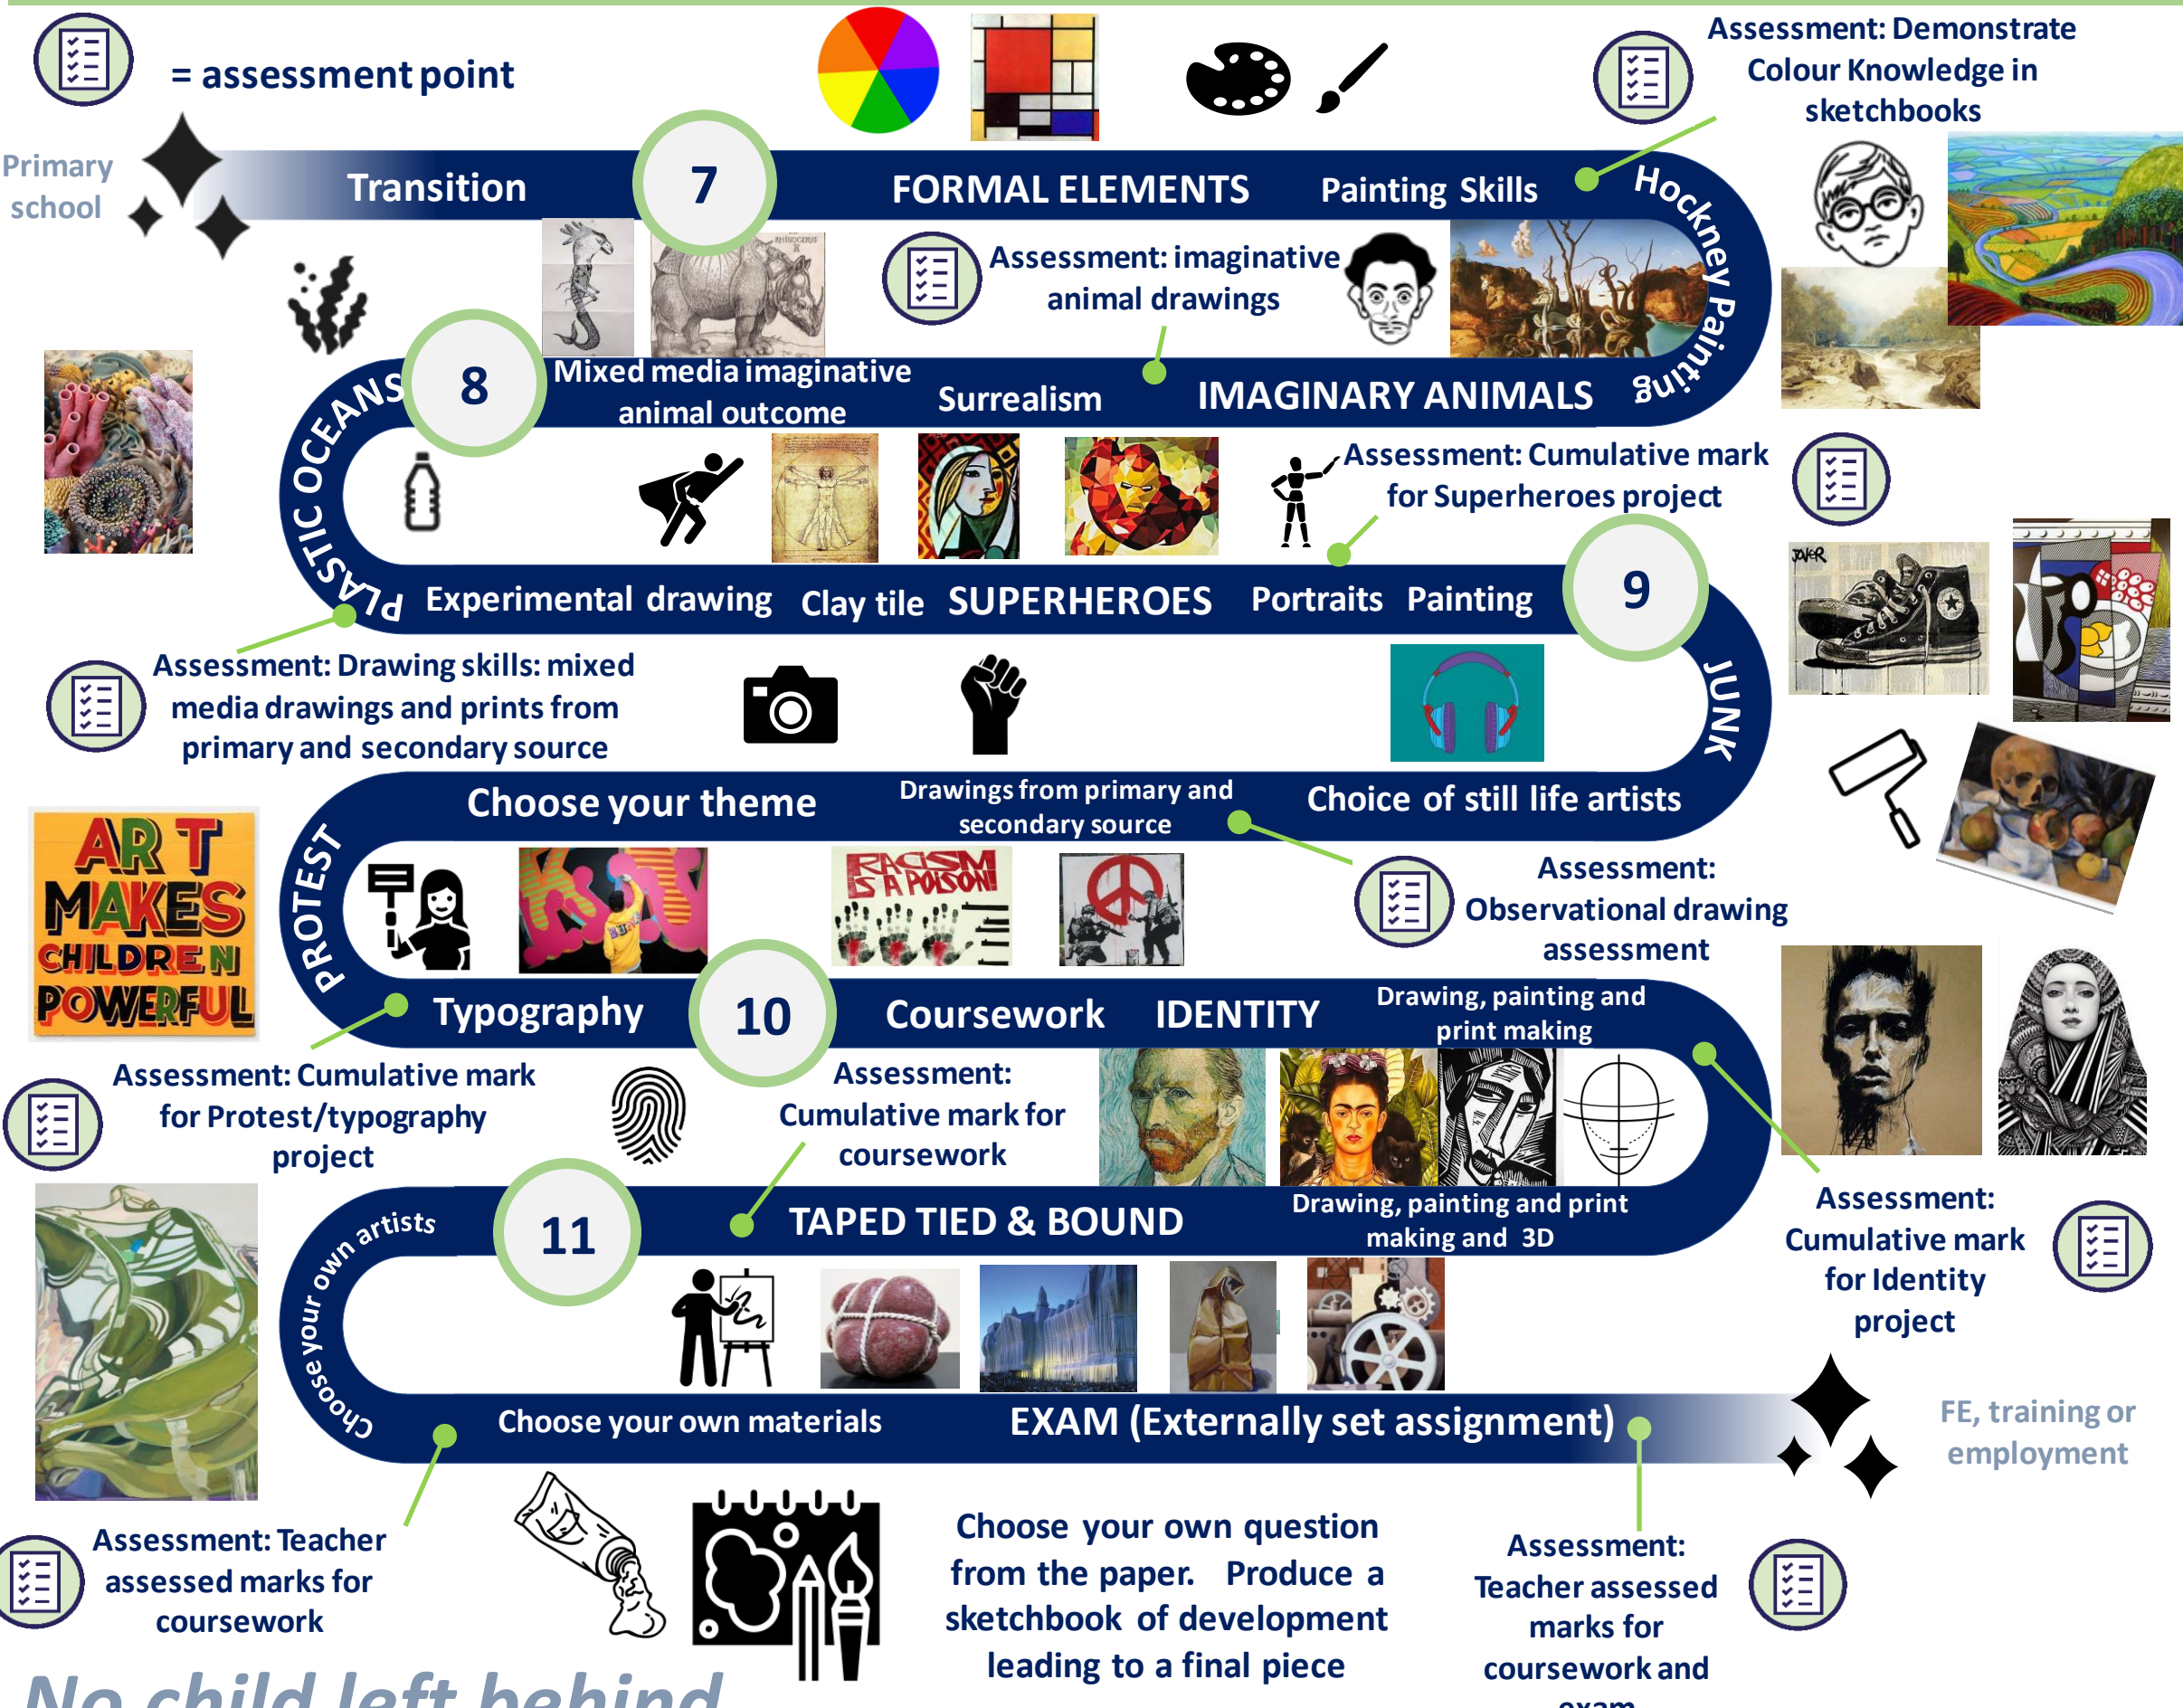 = assessment point
Assessment: Demonstrate
Colour Knowledge in
sketchbooks
Primary
school
Transition
7
FORMAL ELEMENTS
Painting Skills
Hockney Painting
Assessment: imaginative
animal drawings
IMAGINARY ANIMALS
Surrealism
Mixed media imaginative
animal outcome
8
PLASTIC OCEANS
Assessment: Cumulative mark
for Superheroes project
Experimental drawing
Clay tile
SUPERHEROES
Portraits
Painting
9
JUNK
Assessment: Drawing skills: mixed
media drawings and prints from
primary and secondary source
Choice of still life artists
Drawings from primary and
secondary source
Choose your theme
PROTEST
ART
MAKES
CHILDREN
POWERFUL
RACISM
IS A POISON!
Assessment:
Observational drawing
assessment
Typography
10
Coursework
IDENTITY
Drawing, painting and
print making
Assessment: Cumulative mark
for Protest/typography
project
Assessment:
Cumulative mark for
coursework
Assessment:
Cumulative mark
for Identity
project
Drawing, painting and print
making and 3D
TAPED TIED & BOUND
11
Choose your own artists
Choose your own materials
EXAM (Externally set assignment)
FE, training or
employment
Assessment: Teacher
assessed marks for
coursework
Choose your own question
from the paper. Produce a
sketchbook of development
leading to a final piece
Assessment:
Teacher assessed
marks for
coursework and
exam
No child left behind